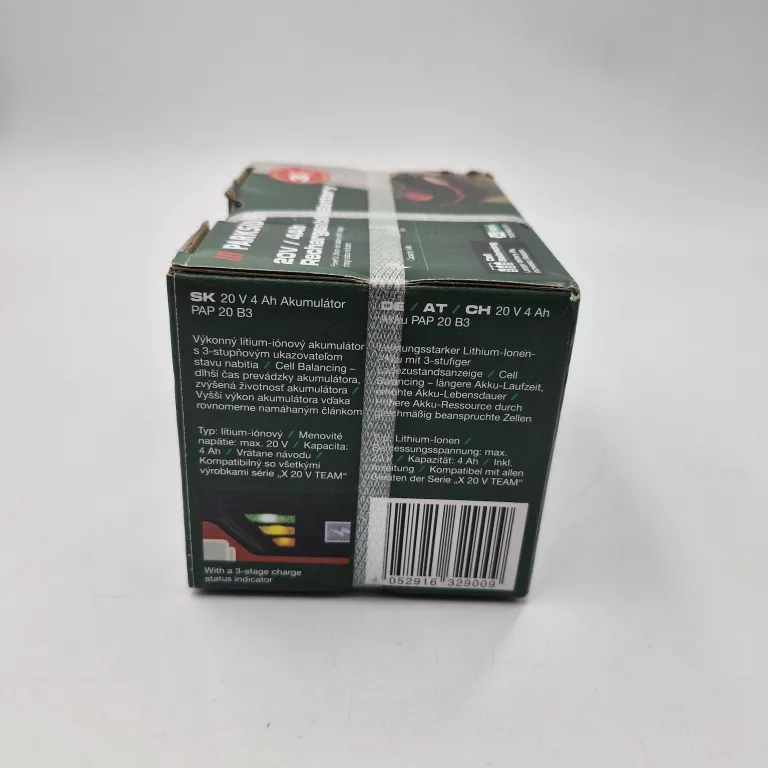 PARKSID
20V / 4Ah
Rechargeable Battery
SK 20 V 4 Ah Akumulátor
PAP 20 B3
Výkonný lítium-iónový akumulátor
s 3-stupňovým ukazovateľom
stavu nabitia / Cell Balancing –
dlhší čas prevádzky akumulátora,
zvýšená životnosť akumulátora /
Vyšší výkon akumulátora vďaka
rovnomerne namáhaným článkom
Typ: lítium-iónový / Menovité
napätie: max. 20 V / Kapacita:
4 Ah / Vrátane návodu /
Kompatibilný so všetkými
výrobkami série „X 20 V TEAM"
With a 3-stage charge
status indicator
DE / AT / CH 20 V 4 Ah
Akku PAP 20 B3
Leistungsstarker Lithium-Ionen-
Akku mit 3-stufiger
Ladezustandsanzeige / Cell
Balancing – längere Akku-Laufzeit,
erhöhte Akku-Lebensdauer /
Höhere Akku-Ressource durch
gleichmäßig beanspruchte Zellen
Typ: Lithium-Ionen /
Bemessungsspannung: max.
20 V / Kapazität: 4 Ah / Inkl.
Anleitung / Kompatibel mit allen
Geräten der Serie „X 20 V TEAM"
052916 329009